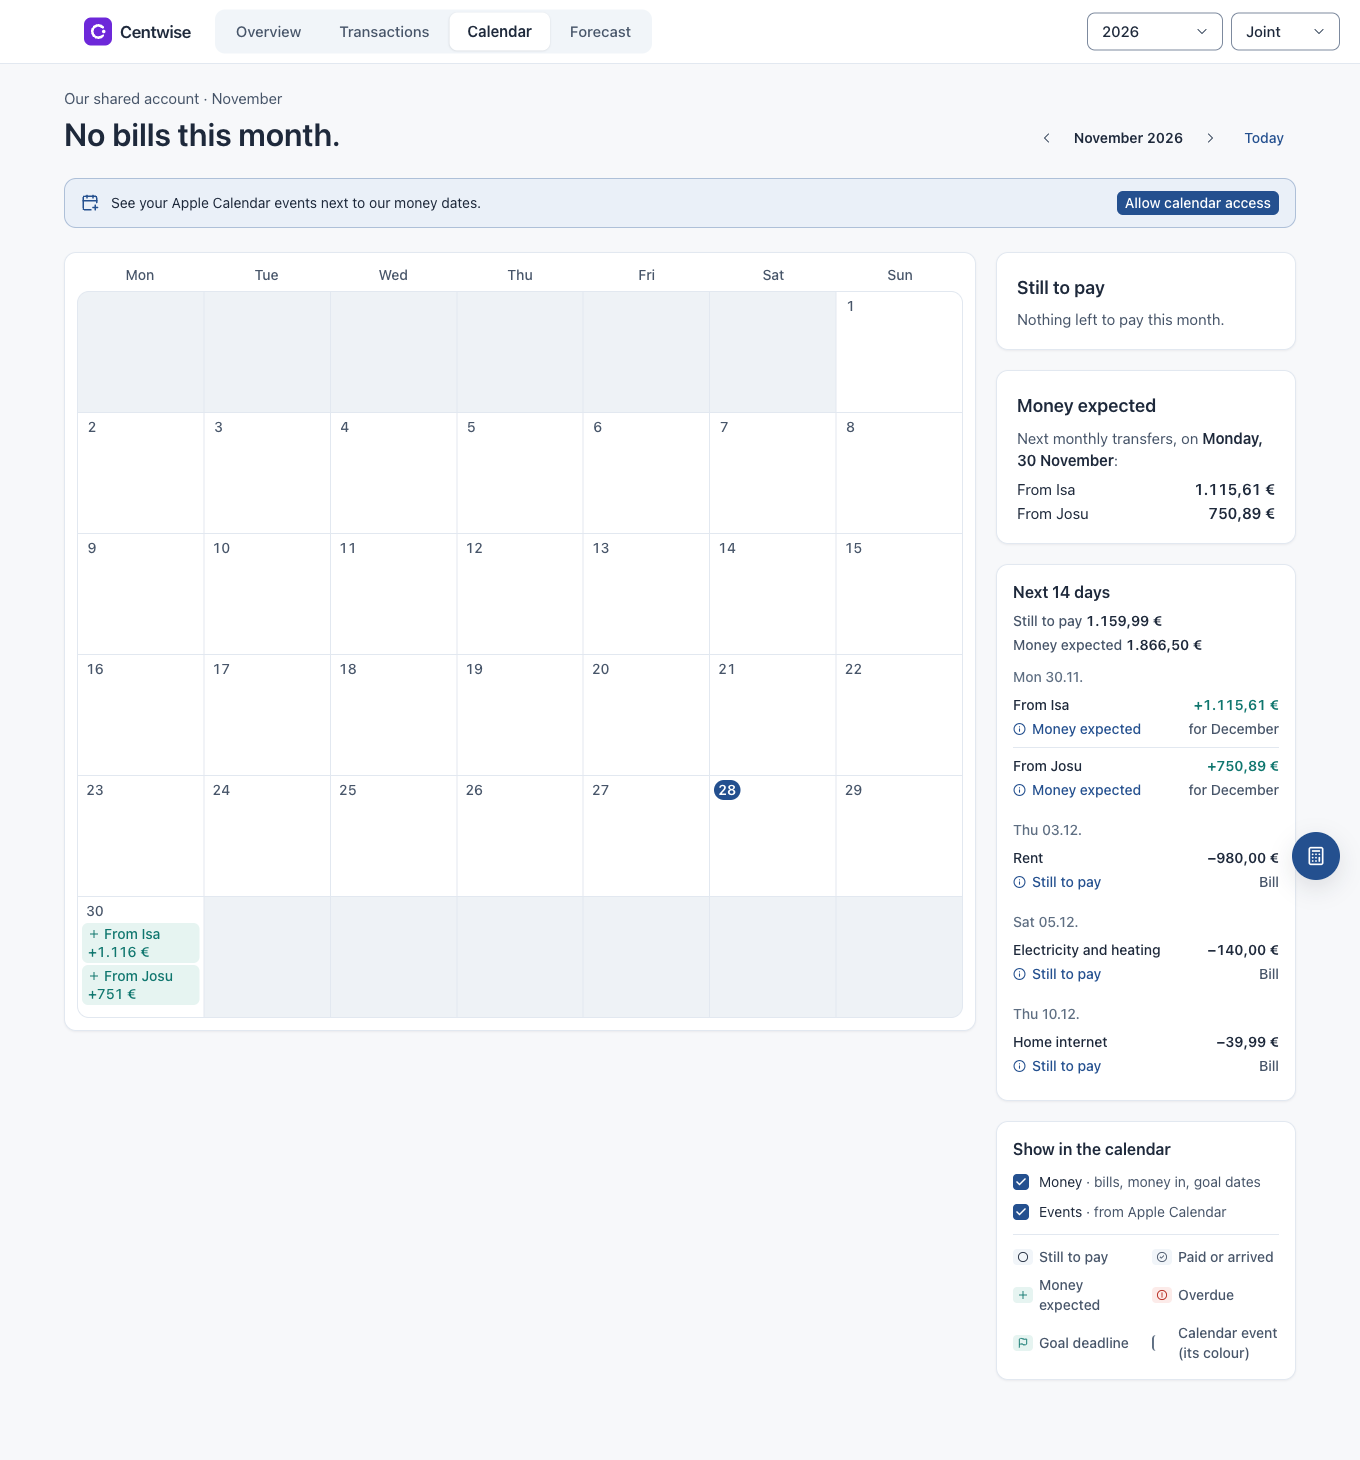 Centwise
Overview
Transactions
Calendar
Forecast
2026
Joint
Our shared account · November
No bills this month.
November 2026
Today
See your Apple Calendar events next to our money dates.
Allow calendar access
Mon Tue Wed Thu Fri Sat Sun
1
2 3 4 5 6 7 8
9 10 11 12 13 14 15
16 17 18 19 20 21 22
23 24 25 26 27 28 29
30
+ From Isa
+1.116 €
+ From Josu
+751 €
Still to pay
Nothing left to pay this month.
Money expected
Next monthly transfers, on Monday,
30 November:
From Isa 1.115,61 €
From Josu 750,89 €
Next 14 days
Still to pay 1.159,99 €
Money expected 1.866,50 €
Mon 30.11.
From Isa +1.115,61 €
Money expected for December
From Josu +750,89 €
Money expected for December
Thu 03.12.
Rent −980,00 €
Still to pay Bill
Sat 05.12.
Electricity and heating −140,00 €
Still to pay Bill
Thu 10.12.
Home internet −39,99 €
Still to pay Bill
Show in the calendar
Money · bills, money in, goal dates
Events · from Apple Calendar
Still to pay
Paid or arrived
Money
expected
Overdue
Goal deadline
Calendar event
(its colour)